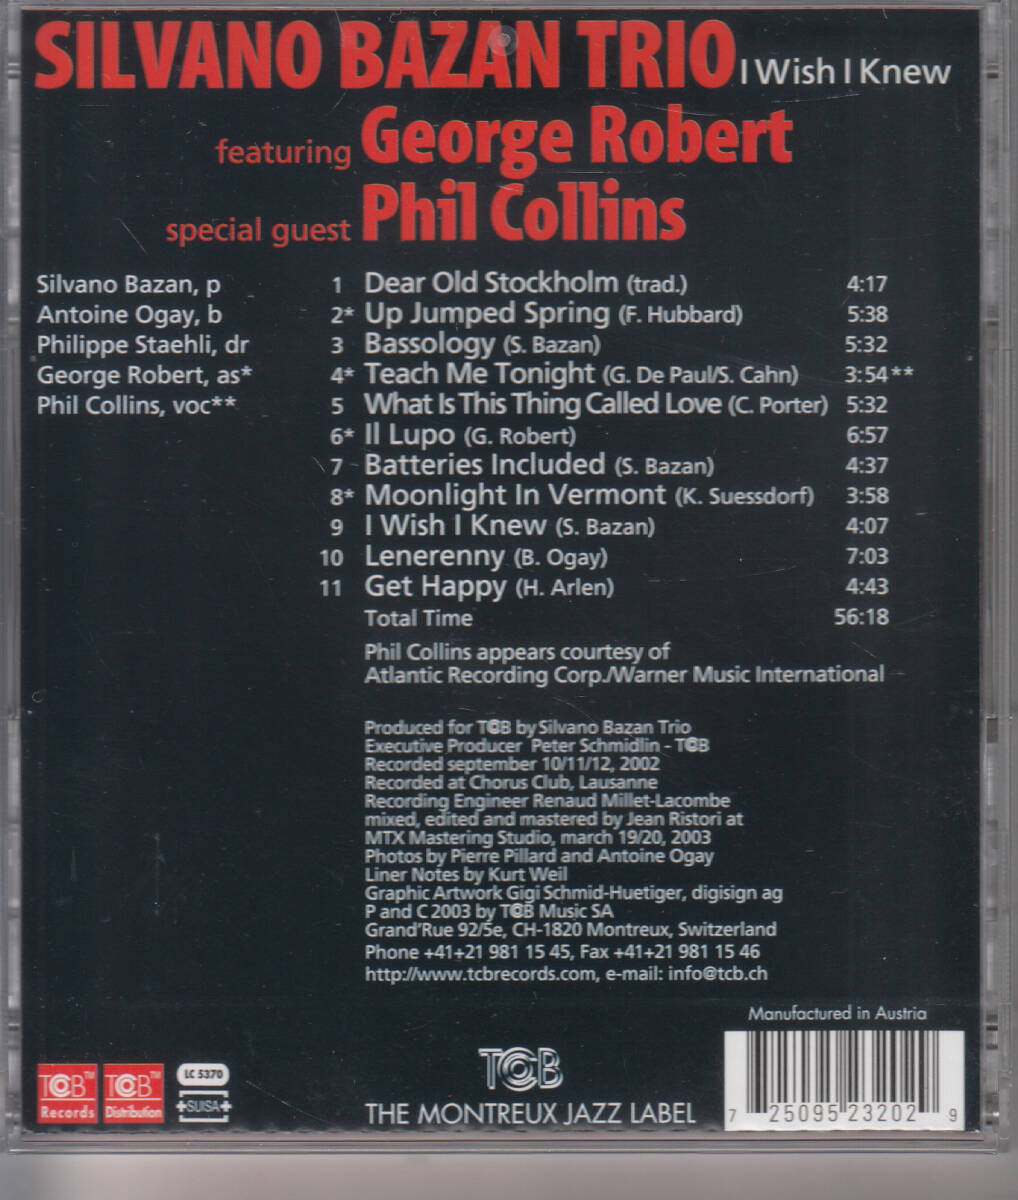 SILVANO BAZAN TRIO I Wish I Knew
featuring George Robert
special guest Phil Collins
Silvano Bazan, p
Antoine Ogay, b
Philippe Staehli, dr
George Robert, as*
Phil Collins, voc**
1 Dear Old Stockholm (trad.) 4:17
2* Up Jumped Spring (F. Hubbard) 5:38
3 Bassology (S. Bazan) 5:32
4* Teach Me Tonight (G. De Paul/S. Cahn) 3:54**
5 What Is This Thing Called Love (C. Porter) 5:32
6* Il Lupo (G. Robert) 6:57
7 Batteries Included (S. Bazan) 4:37
8* Moonlight In Vermont (K. Suessdorf) 3:58
9 I Wish I Knew (S. Bazan) 4:07
10 Lenerenny (B. Ogay) 7:03
11 Get Happy (H. Arlen) 4:43
Total Time 56:18
Phil Collins appears courtesy of
Atlantic Recording Corp./Warner Music International
Produced for TCB by Silvano Bazan Trio
Executive Producer Peter Schmidlin - TCB
Recorded september 10/11/12, 2002
Recorded at Chorus Club, Lausanne
Recording Engineer Renaud Millet-Lacombe
mixed, edited and mastered by Jean Ristori at
MTX Mastering Studio, march 19/20, 2003
Photos by Pierre Pillard and Antoine Ogay
Liner Notes by Kurt Weil
Graphic Artwork Gigi Schmid-Huetiger, digisign ag
P and C 2003 by TCB Music SA
Grand'Rue 92/5e, CH-1820 Montreux, Switzerland
Phone +41+21 981 15 45, Fax +41+21 981 15 46
http://www.tcbrecords.com, e-mail: info@tcb.ch
Manufactured in Austria
TCB™ Records
TCB™ Distribution
LC 5370
+SUISA+
TCB
THE MONTREUX JAZZ LABEL
7 25095 23202 9